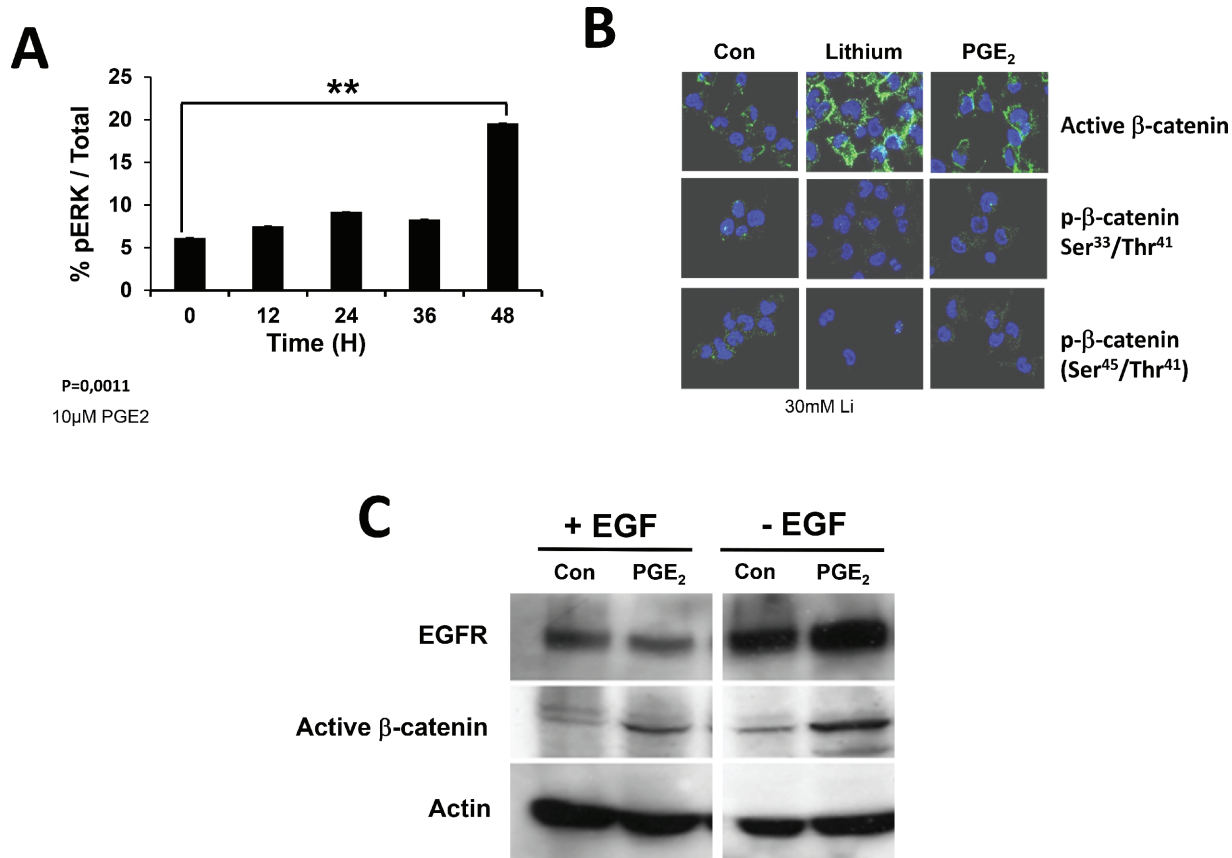 A
25
20
15
10
5
0
% pERK / Total
**
0 12 24 36 48
Time (H)
P=0,0011
10µM PGE2
B
Con Lithium PGE₂
Active β-catenin
p-β-catenin
Ser³³/Thr⁴¹
p-β-catenin
(Ser⁴⁵/Thr⁴¹)
30mM Li
C
+ EGF - EGF
Con PGE₂ Con PGE₂
EGFR
Active β-catenin
Actin